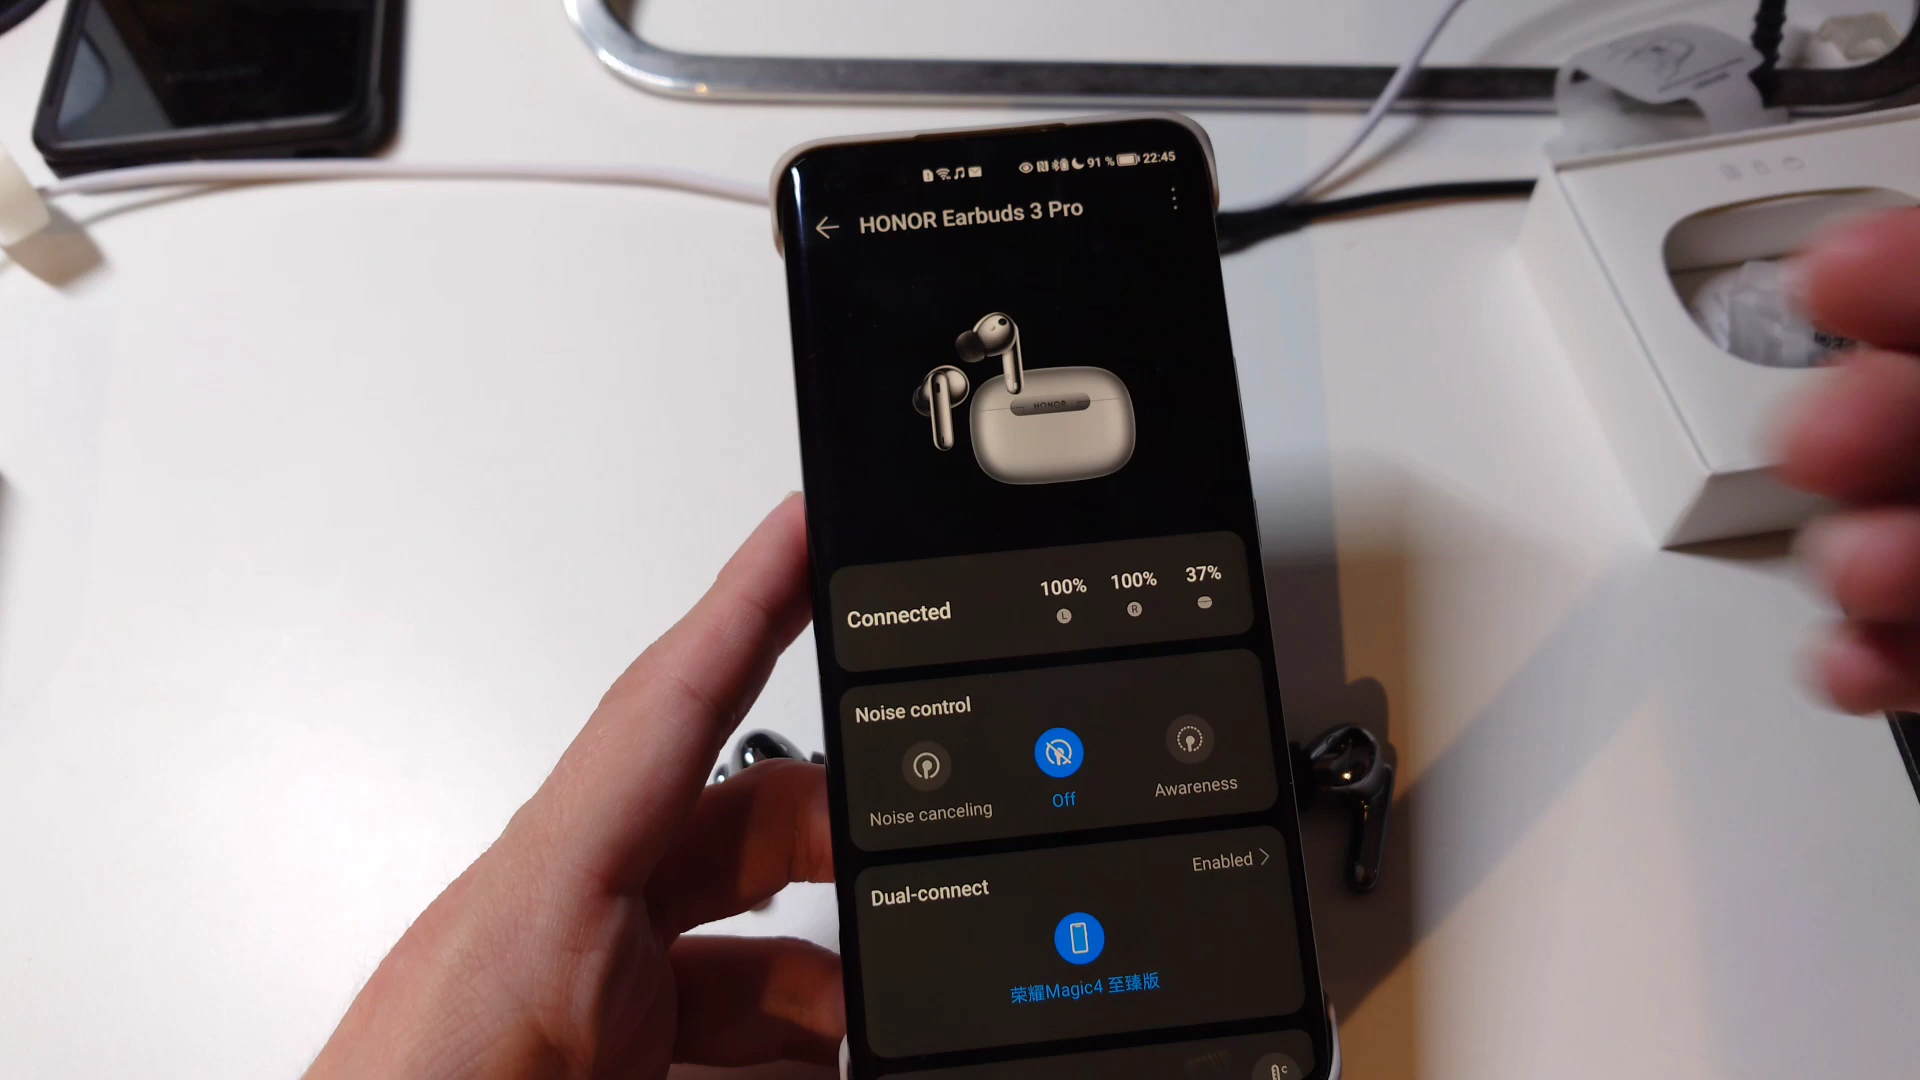 91 % 22:45
HONOR Earbuds 3 Pro
HONOR
Connected
100% 100% 37%
L R
Noise control
Noise canceling
Off
Awareness
Enabled
Dual-connect
荣耀Magic4 至臻版
C